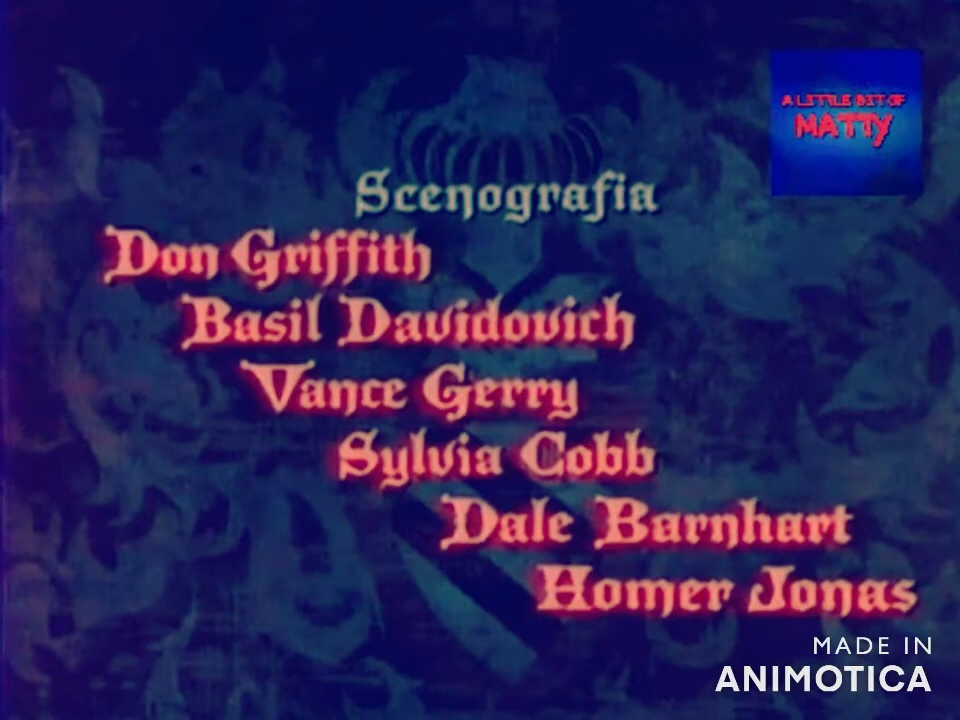 A LITTLE BIT OF
MATTY
Scenografia
Don Griffith
Basil Davidovich
Vance Gerry
Sylvia Cobb
Dale Barnhart
Homer Jonas
MADE IN
ANIMOTICA